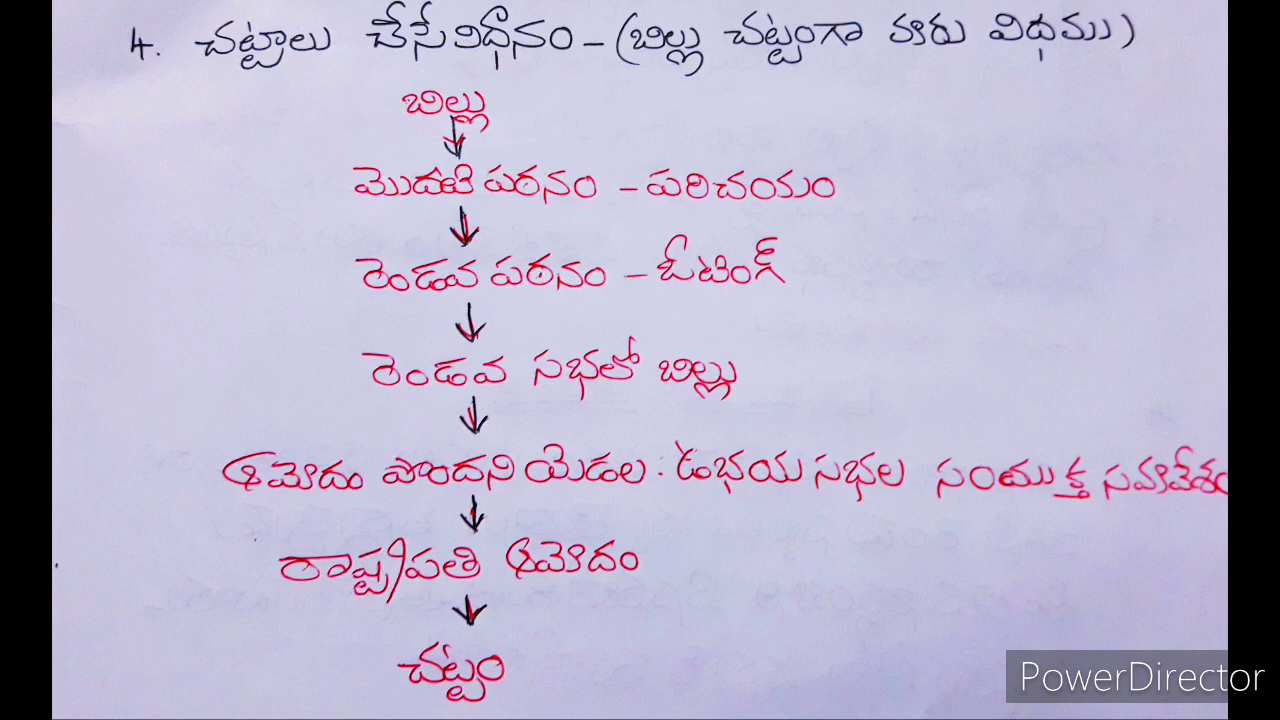 4. చట్టాలు చేసేవిధానం - (బిల్లు చట్టంగా మారు విధము)
బిల్లు
మొదటి పఠనం - పరిచయం
రెండవ పఠనం - ఓటింగ్
రెండవ సభలో బిల్లు
ఆమోదం పొందని యెడల . ఉభయ సభల సంయుక్త సమావేశం
రాష్ట్రపతి ఆమోదం
చట్టం
PowerDirector